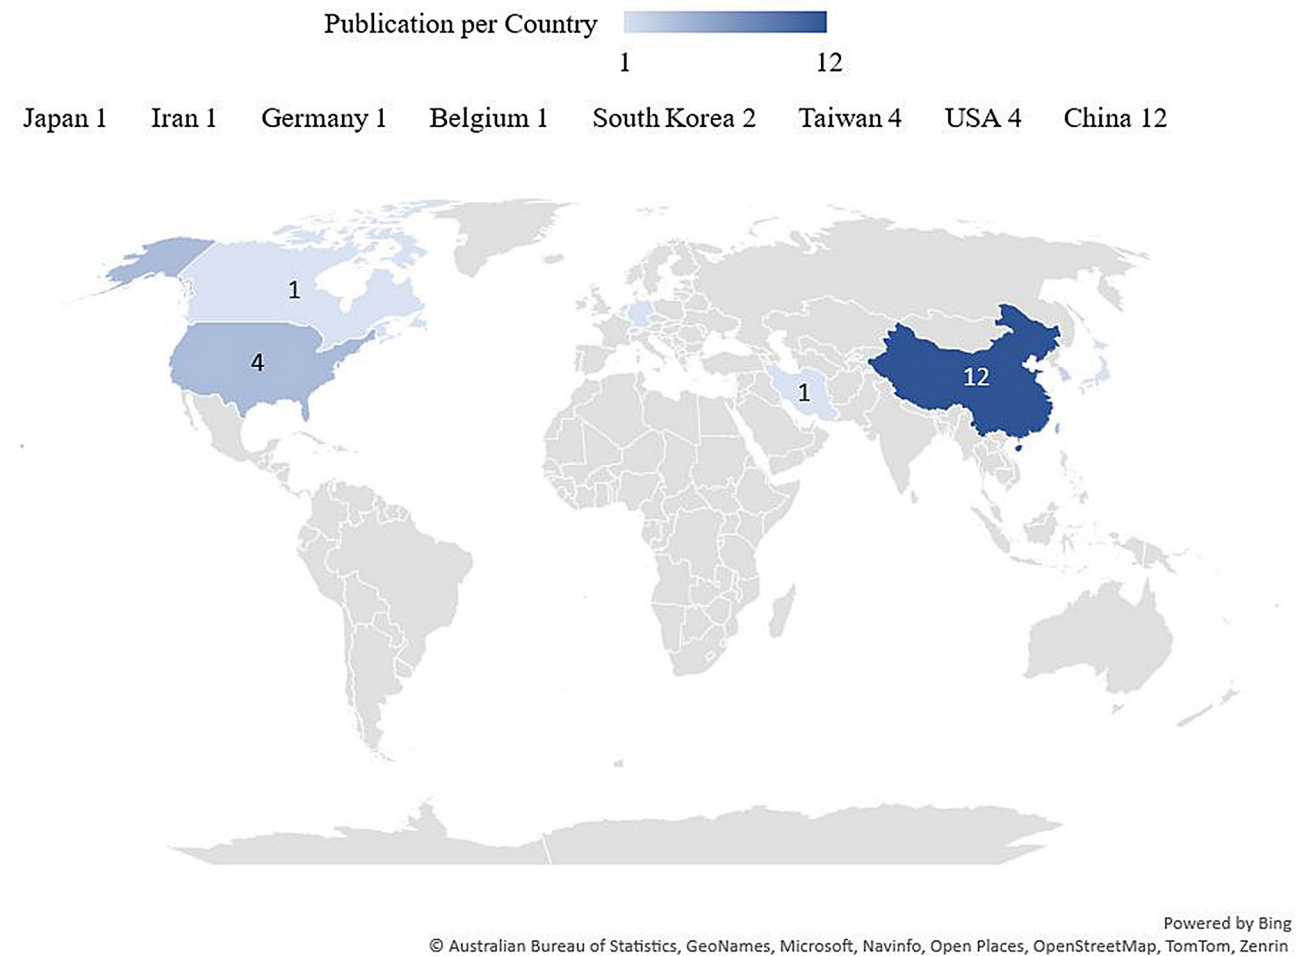 Publication per Country
1 12
Japan 1 Iran 1 Germany 1 Belgium 1 South Korea 2 Taiwan 4 USA 4 China 12
1
4
12
1
Powered by Bing
© Australian Bureau of Statistics, GeoNames, Microsoft, Navinfo, Open Places, OpenStreetMap, TomTom, Zenrin